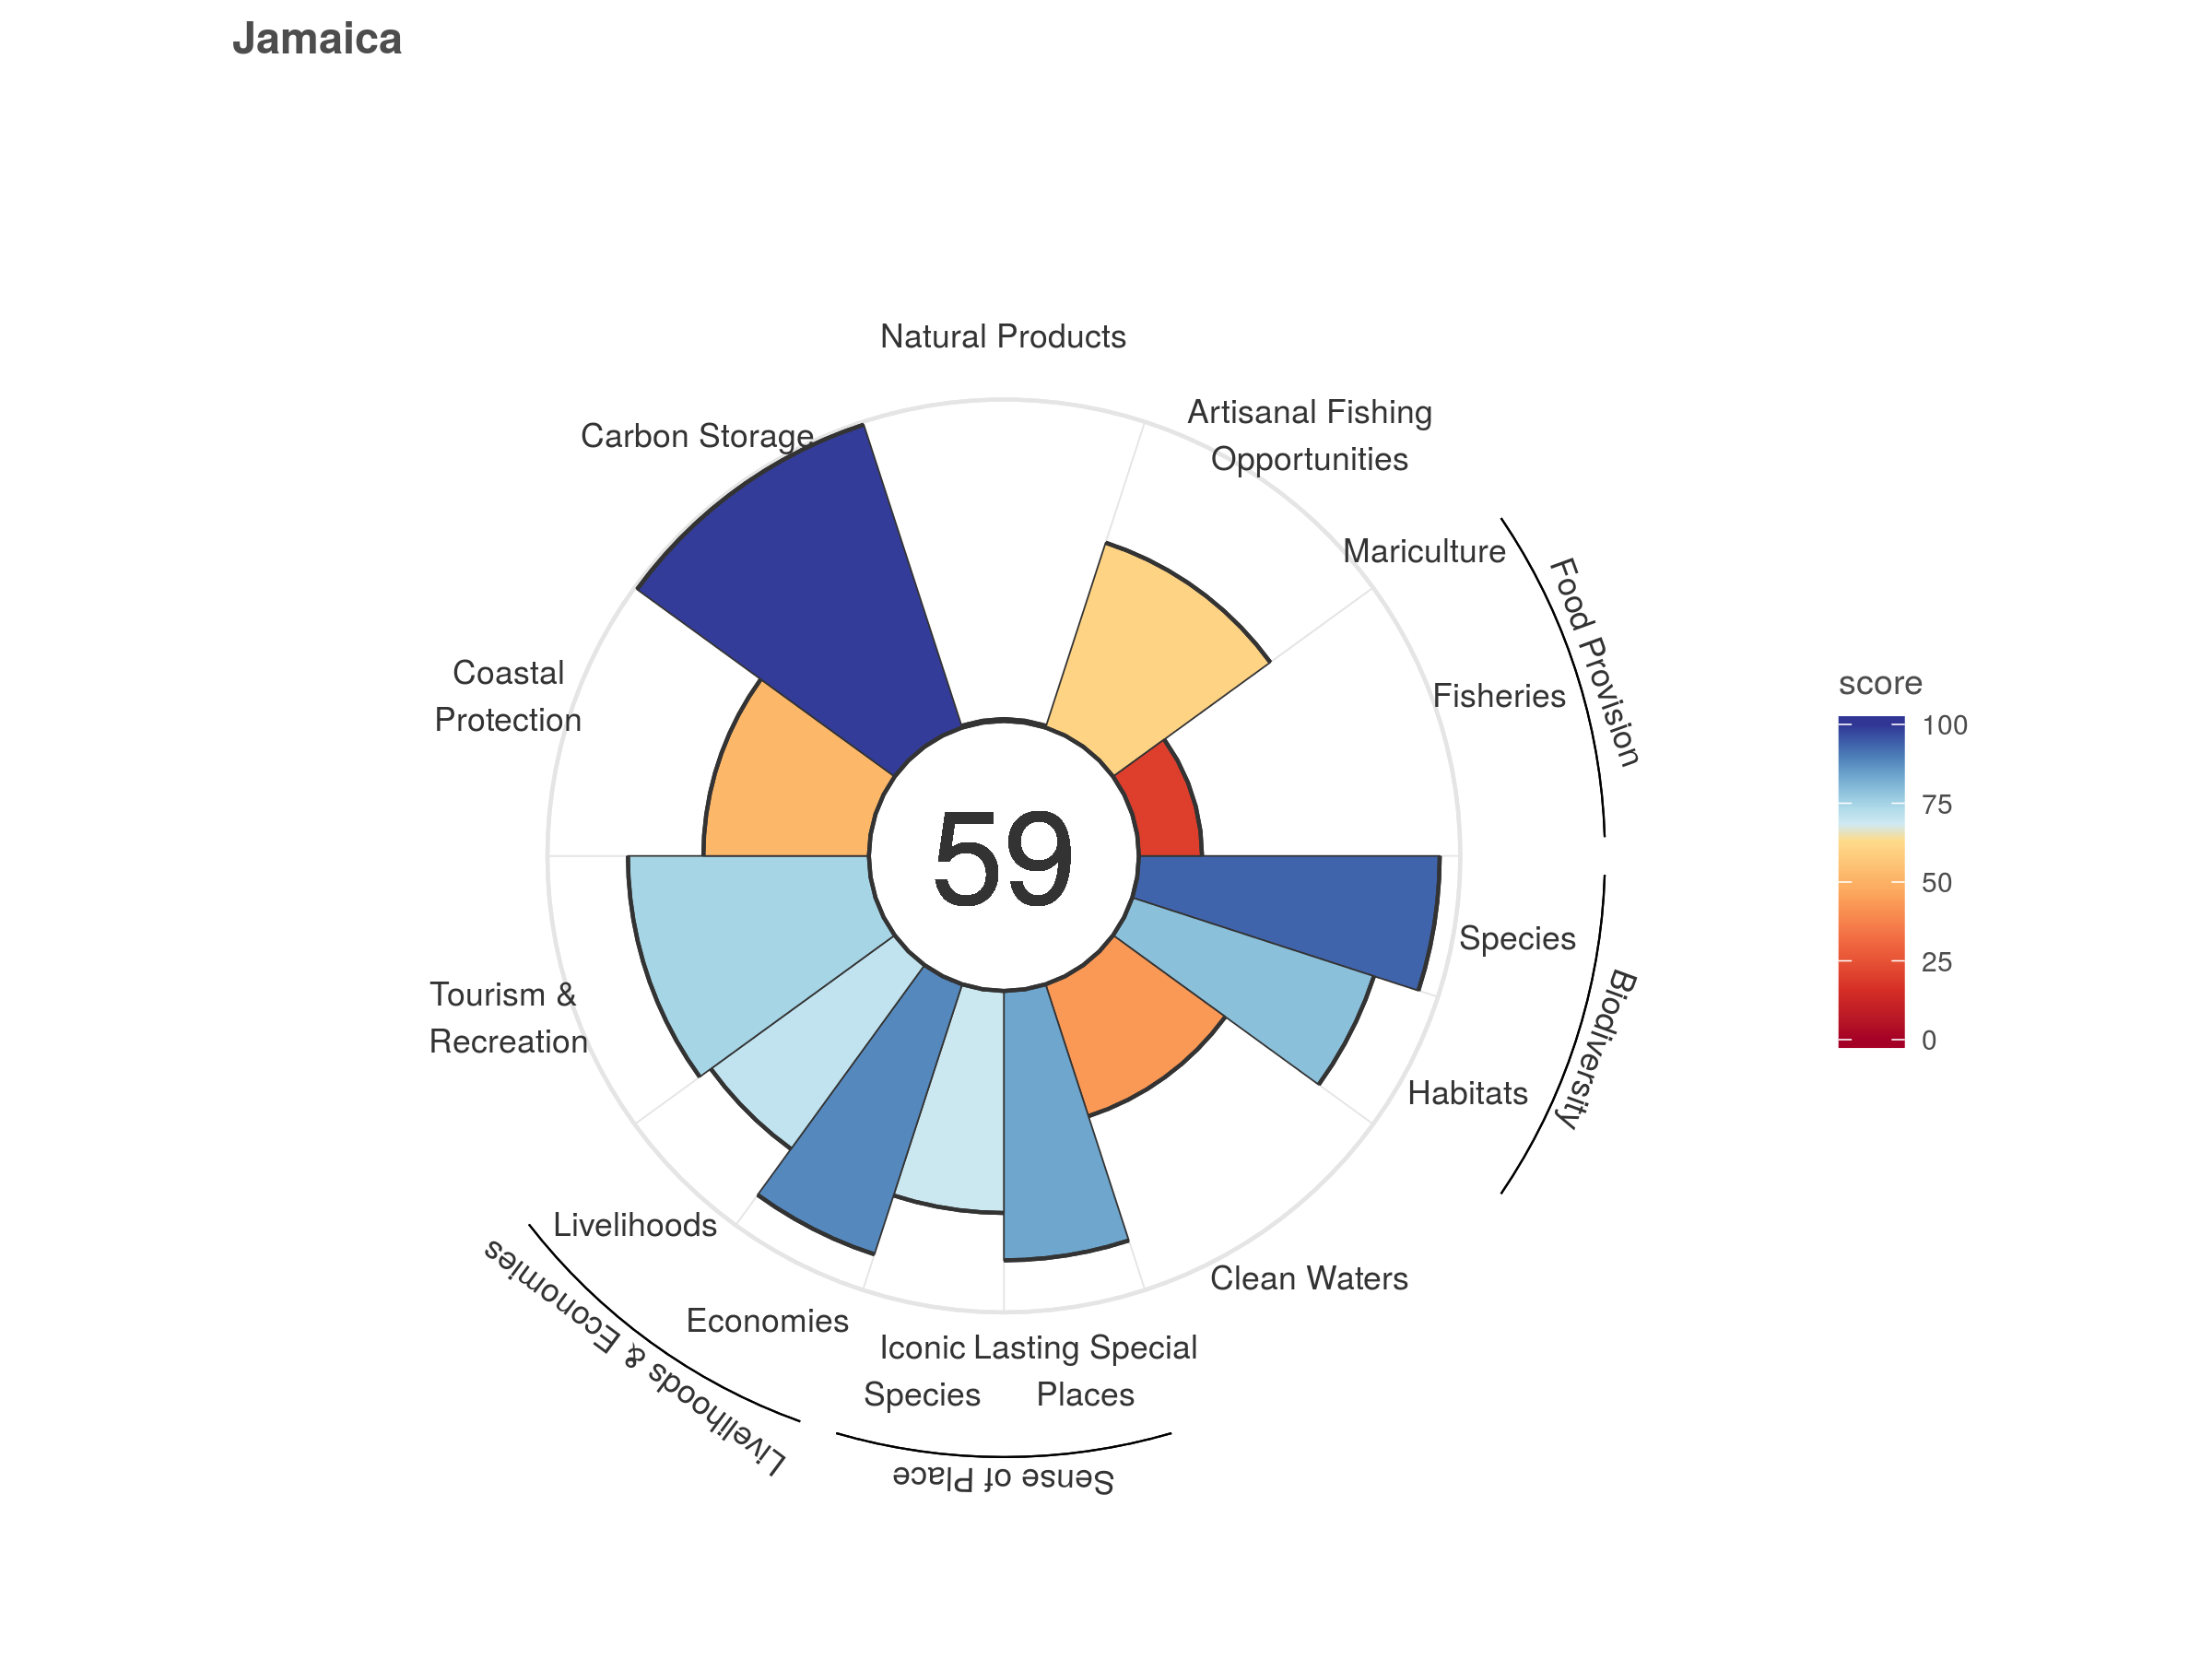 Jamaica
Natural Products
Artisanal Fishing
Opportunities
Carbon Storage
Mariculture
Food Provision
Fisheries
Coastal
Protection
score
100
75
50
25
0
59
Species
Biodiversity
Tourism &
Recreation
Habitats
Livelihoods
Livelihoods & Economies
Clean Waters
Economies
Iconic
Species
Lasting Special
Places
Sense of Place